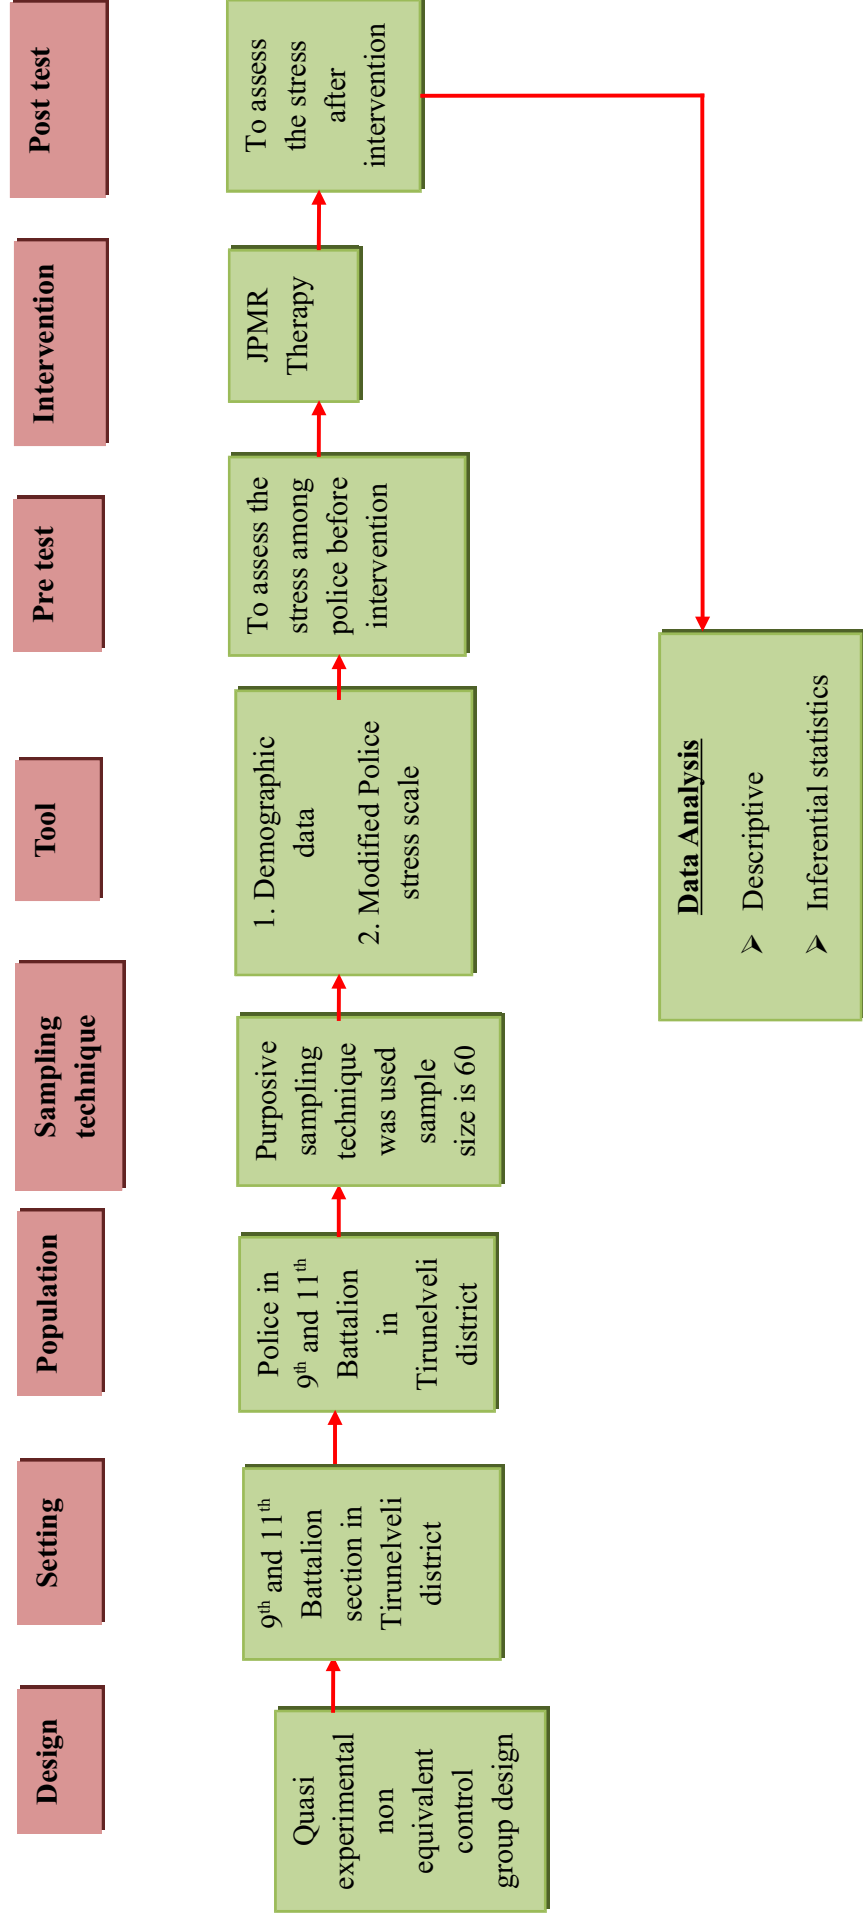 Design
Setting
Population
Sampling
technique
Tool
Pre test
Intervention
Post test
Quasi
experimental
non
equivalent
control
group design
9th and 11th
Battalion
section in
Tirunelveli
district
Police in
9th and 11th
Battalion
in
Tirunelveli
district
Purposive
sampling
technique
was used
sample
size is 60
1. Demographic
data
2. Modified Police
stress scale
To assess the
stress among
police before
intervention
JPMR
Therapy
To assess
the stress
after
intervention
Data Analysis
➢ Descriptive
➢ Inferential statistics